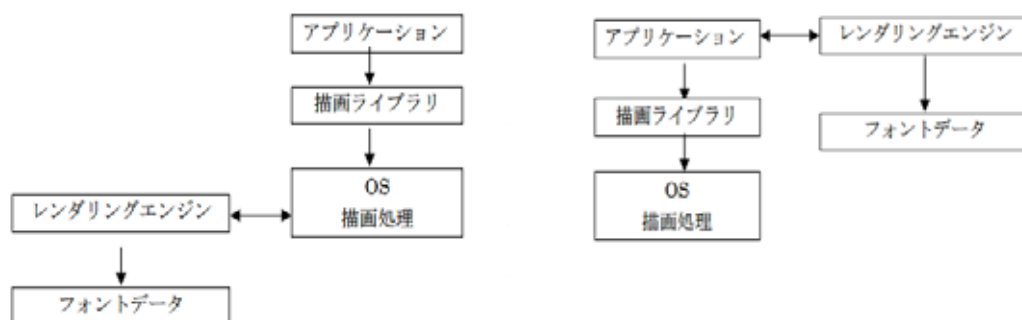 アプリケーション
描画ライブラリ
OS
描画処理
レンダリングエンジン
フォントデータ
アプリケーション
レンダリングエンジン
描画ライブラリ
フォントデータ
OS
描画処理